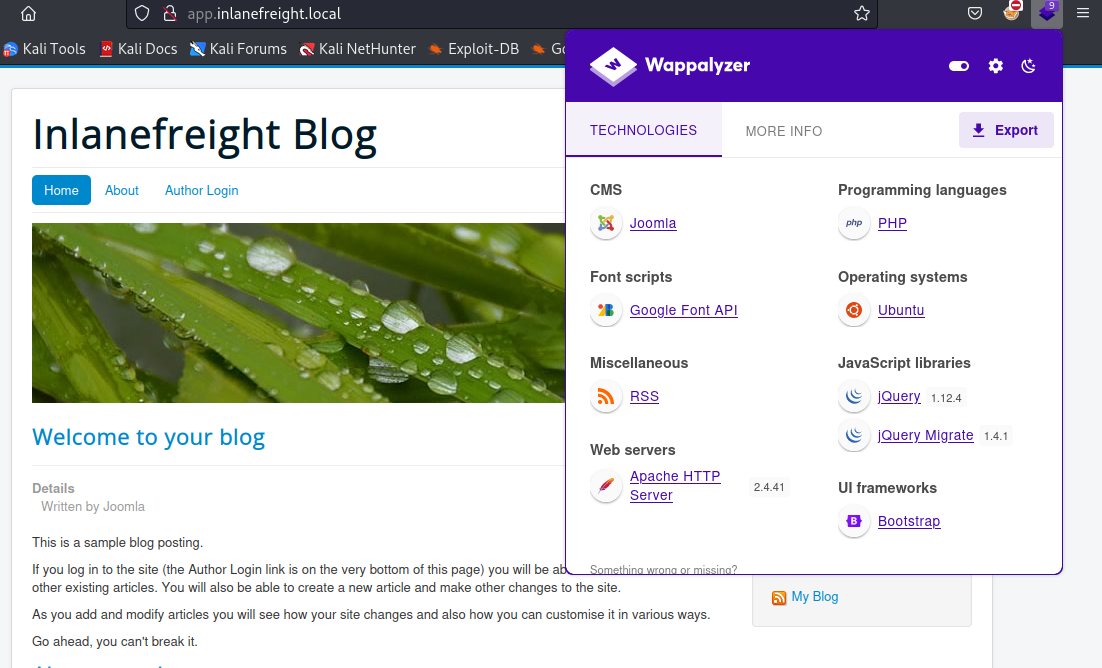 app.inlanefreight.local
9
Kali Tools
Kali Docs
Kali Forums
Kali NetHunter
Exploit-DB
Inlanefreight Blog
Home
About
Author Login
Welcome to your blog
Details
Written by Joomla
This is a sample blog posting.
If you log in to the site (the Author Login link is on the very bottom of this page) you will be
other existing articles. You will also be able to create a new article and make other changes to the site.
As you add and modify articles you will see how your site changes and also how you can customise it in various ways.
Go ahead, you can't break it.
My Blog
Wappalyzer
TECHNOLOGIES
MORE INFO
Export
CMS
Joomla
Font scripts
Google Font API
Miscellaneous
RSS
Web servers
Apache HTTP
Server
2.4.41
Programming languages
php
PHP
Operating systems
Ubuntu
JavaScript libraries
jQuery
1.12.4
jQuery Migrate
1.4.1
UI frameworks
B
Bootstrap
Something wrong or missing?